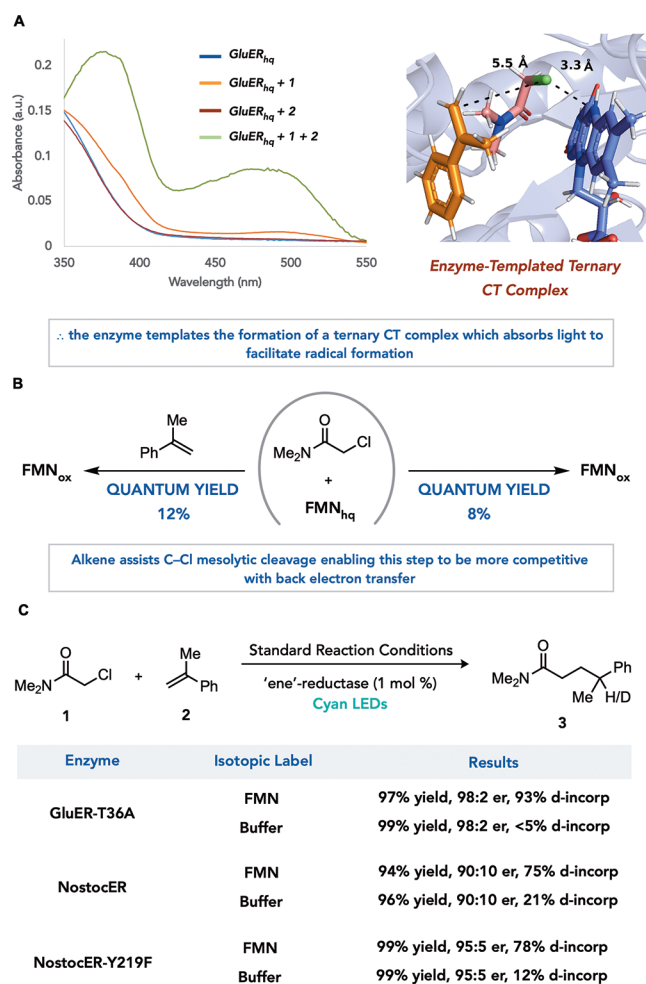 A
0.2
0.15
0.1
0.05
0
350
400
450
500
550
Absorbance (a.u.)
Wavelength (nm)
GluERhq
GluERhq + 1
GluERhq + 2
GluERhq + 1 + 2
5.5 Å
3.3 Å
Enzyme-Templated Ternary
CT Complex
∴ the enzyme templates the formation of a ternary CT complex which absorbs light to
facilitate radical formation
B
Me
Ph
O
Me2N
Cl
+
FMNhq
FMNox
QUANTUM YIELD
12%
QUANTUM YIELD
8%
FMNox
Alkene assists C–Cl mesolytic cleavage enabling this step to be more competitive
with back electron transfer
C
O
Me2N
Cl
1
+
Me
Ph
2
Standard Reaction Conditions
'ene'-reductase (1 mol %)
Cyan LEDs
O
Me2N
Ph
Me
H/D
3
Enzyme Isotopic Label Results
GluER-T36A
FMN 97% yield, 98:2 er, 93% d-incorp
Buffer 99% yield, 98:2 er, <5% d-incorp
NostocER
FMN 94% yield, 90:10 er, 75% d-incorp
Buffer 96% yield, 90:10 er, 21% d-incorp
NostocER-Y219F
FMN 99% yield, 95:5 er, 78% d-incorp
Buffer 99% yield, 95:5 er, 12% d-incorp